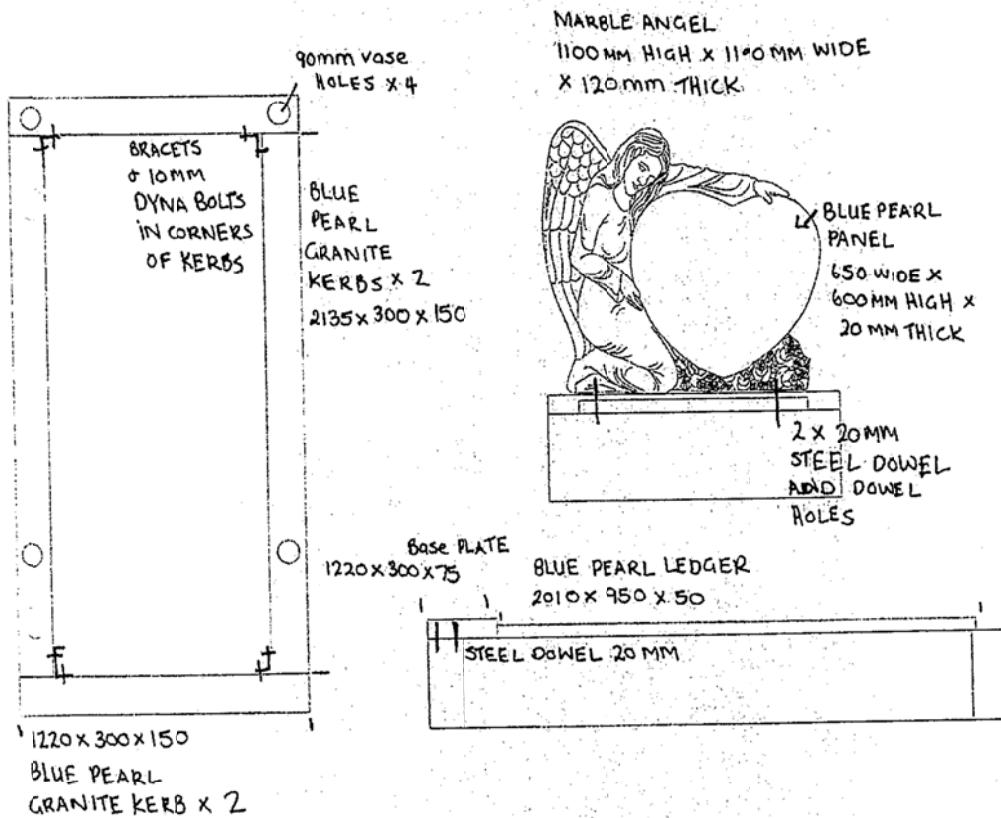 90mm vase
HOLES x 4
BRACETS
& 10MM
DYNA BOLTS
IN CORNERS
OF KERBS
BLUE
PEARL
GRANITE
KERBS x 2
2135 x 300 x 150
1220 x 300 x 150
BLUE PEARL
GRANITE KERB x 2
MARBLE ANGEL
1100 MM HIGH x 1100 MM WIDE
x 120 mm THICK
BLUE PEARL
PANEL
650 WIDE x
600MM HIGH x
20 MM THICK
2 x 20MM
STEEL DOWEL
AND DOWEL
HOLES
Base PLATE
1220 x 300 x 75
BLUE PEARL LEDGER
2010 x 950 x 50
STEEL DOWEL 20 MM